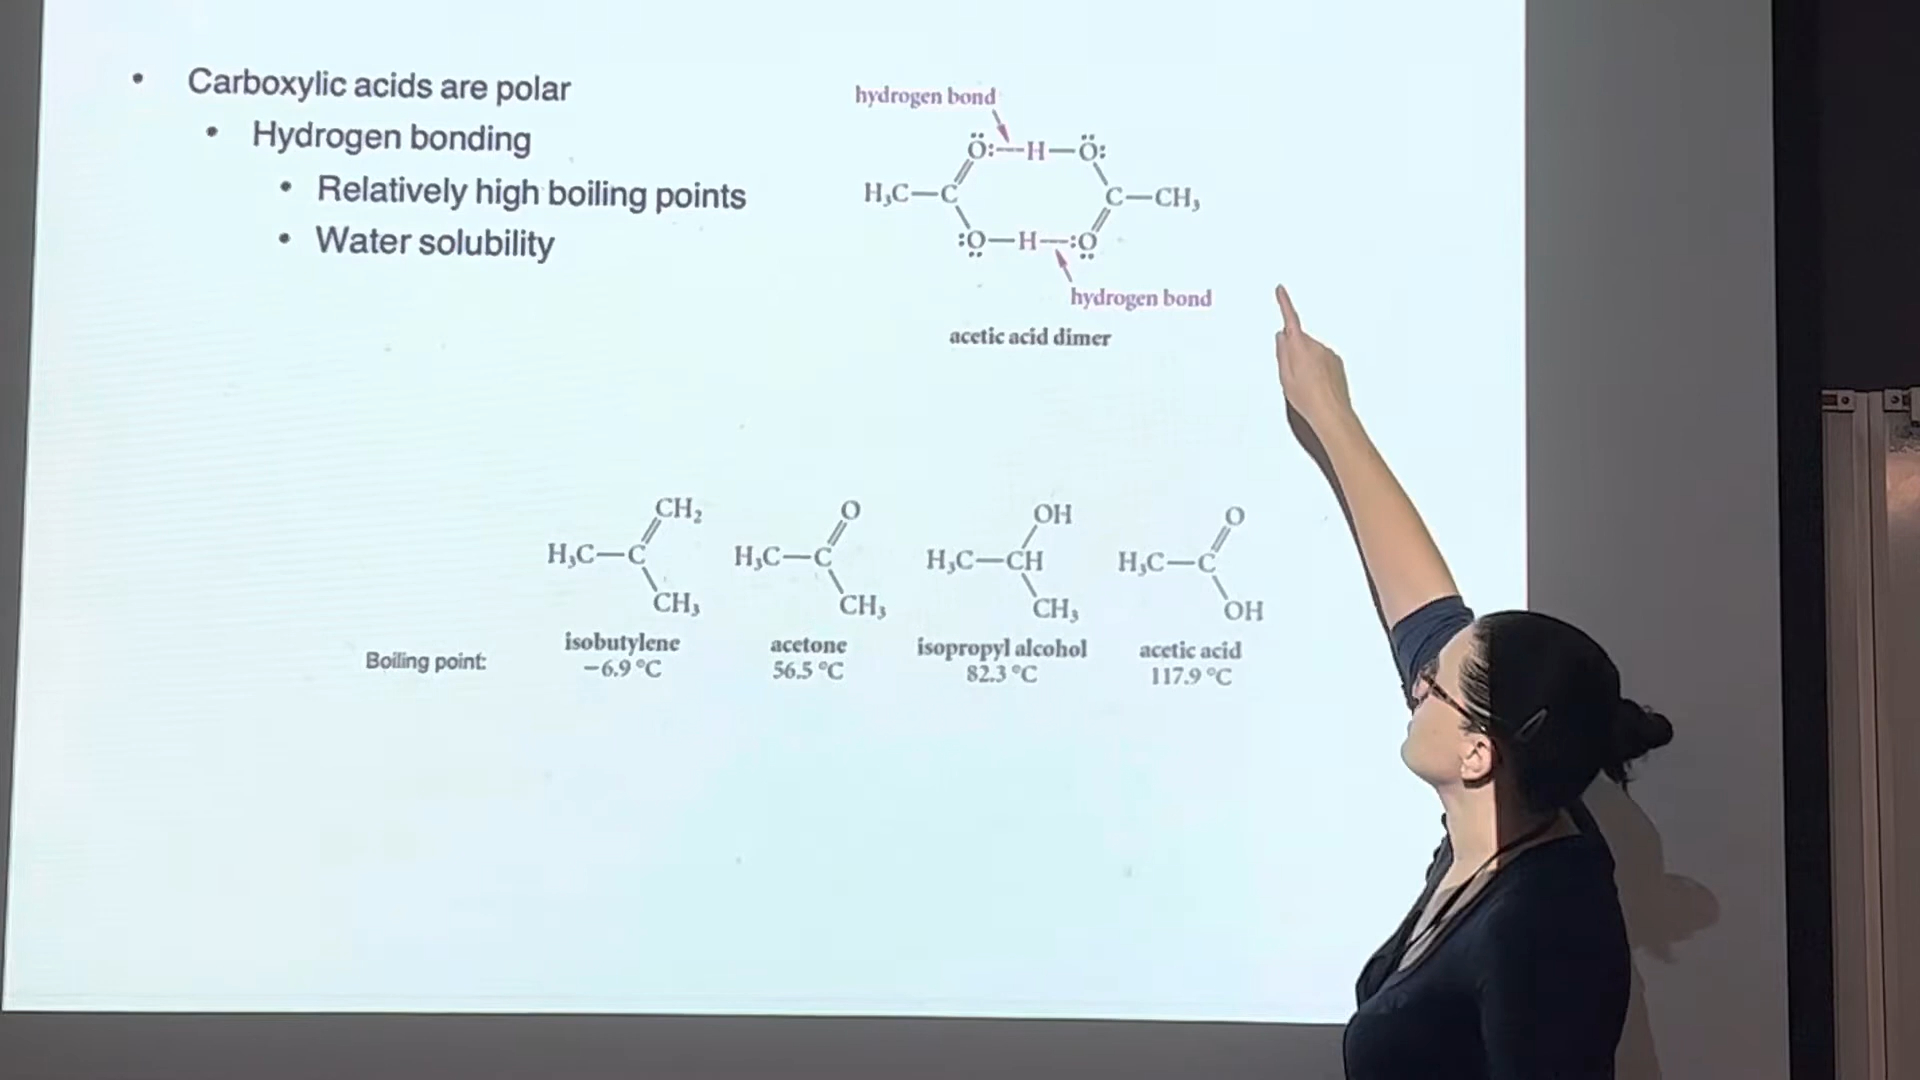 • Carboxylic acids are polar
• Hydrogen bonding
• Relatively high boiling points
• Water solubility
hydrogen bond
Ö:—H—Ö:
H₃C—C C—CH₃
:O—H—:O
hydrogen bond
acetic acid dimer
CH₂ O OH O
H₃C—C H₃C—C H₃C—CH H₃C—C
CH₃ CH₃ CH₃ OH
isobutylene acetone isopropyl alcohol acetic acid
Boiling point: −6.9 °C 56.5 °C 82.3 °C 117.9 °C